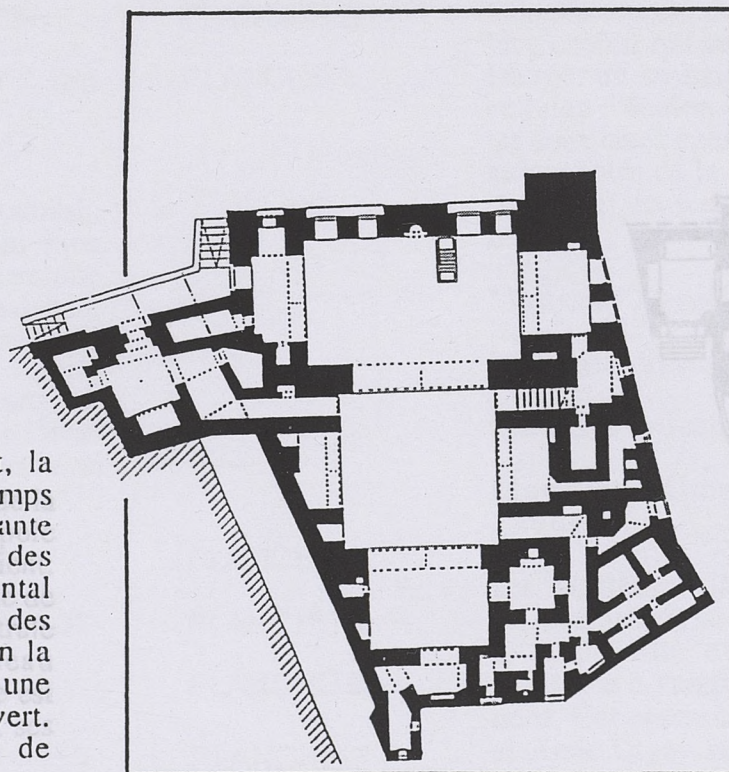 t, la
mps
ante
des
ntal
des
n la
une
vert.
de